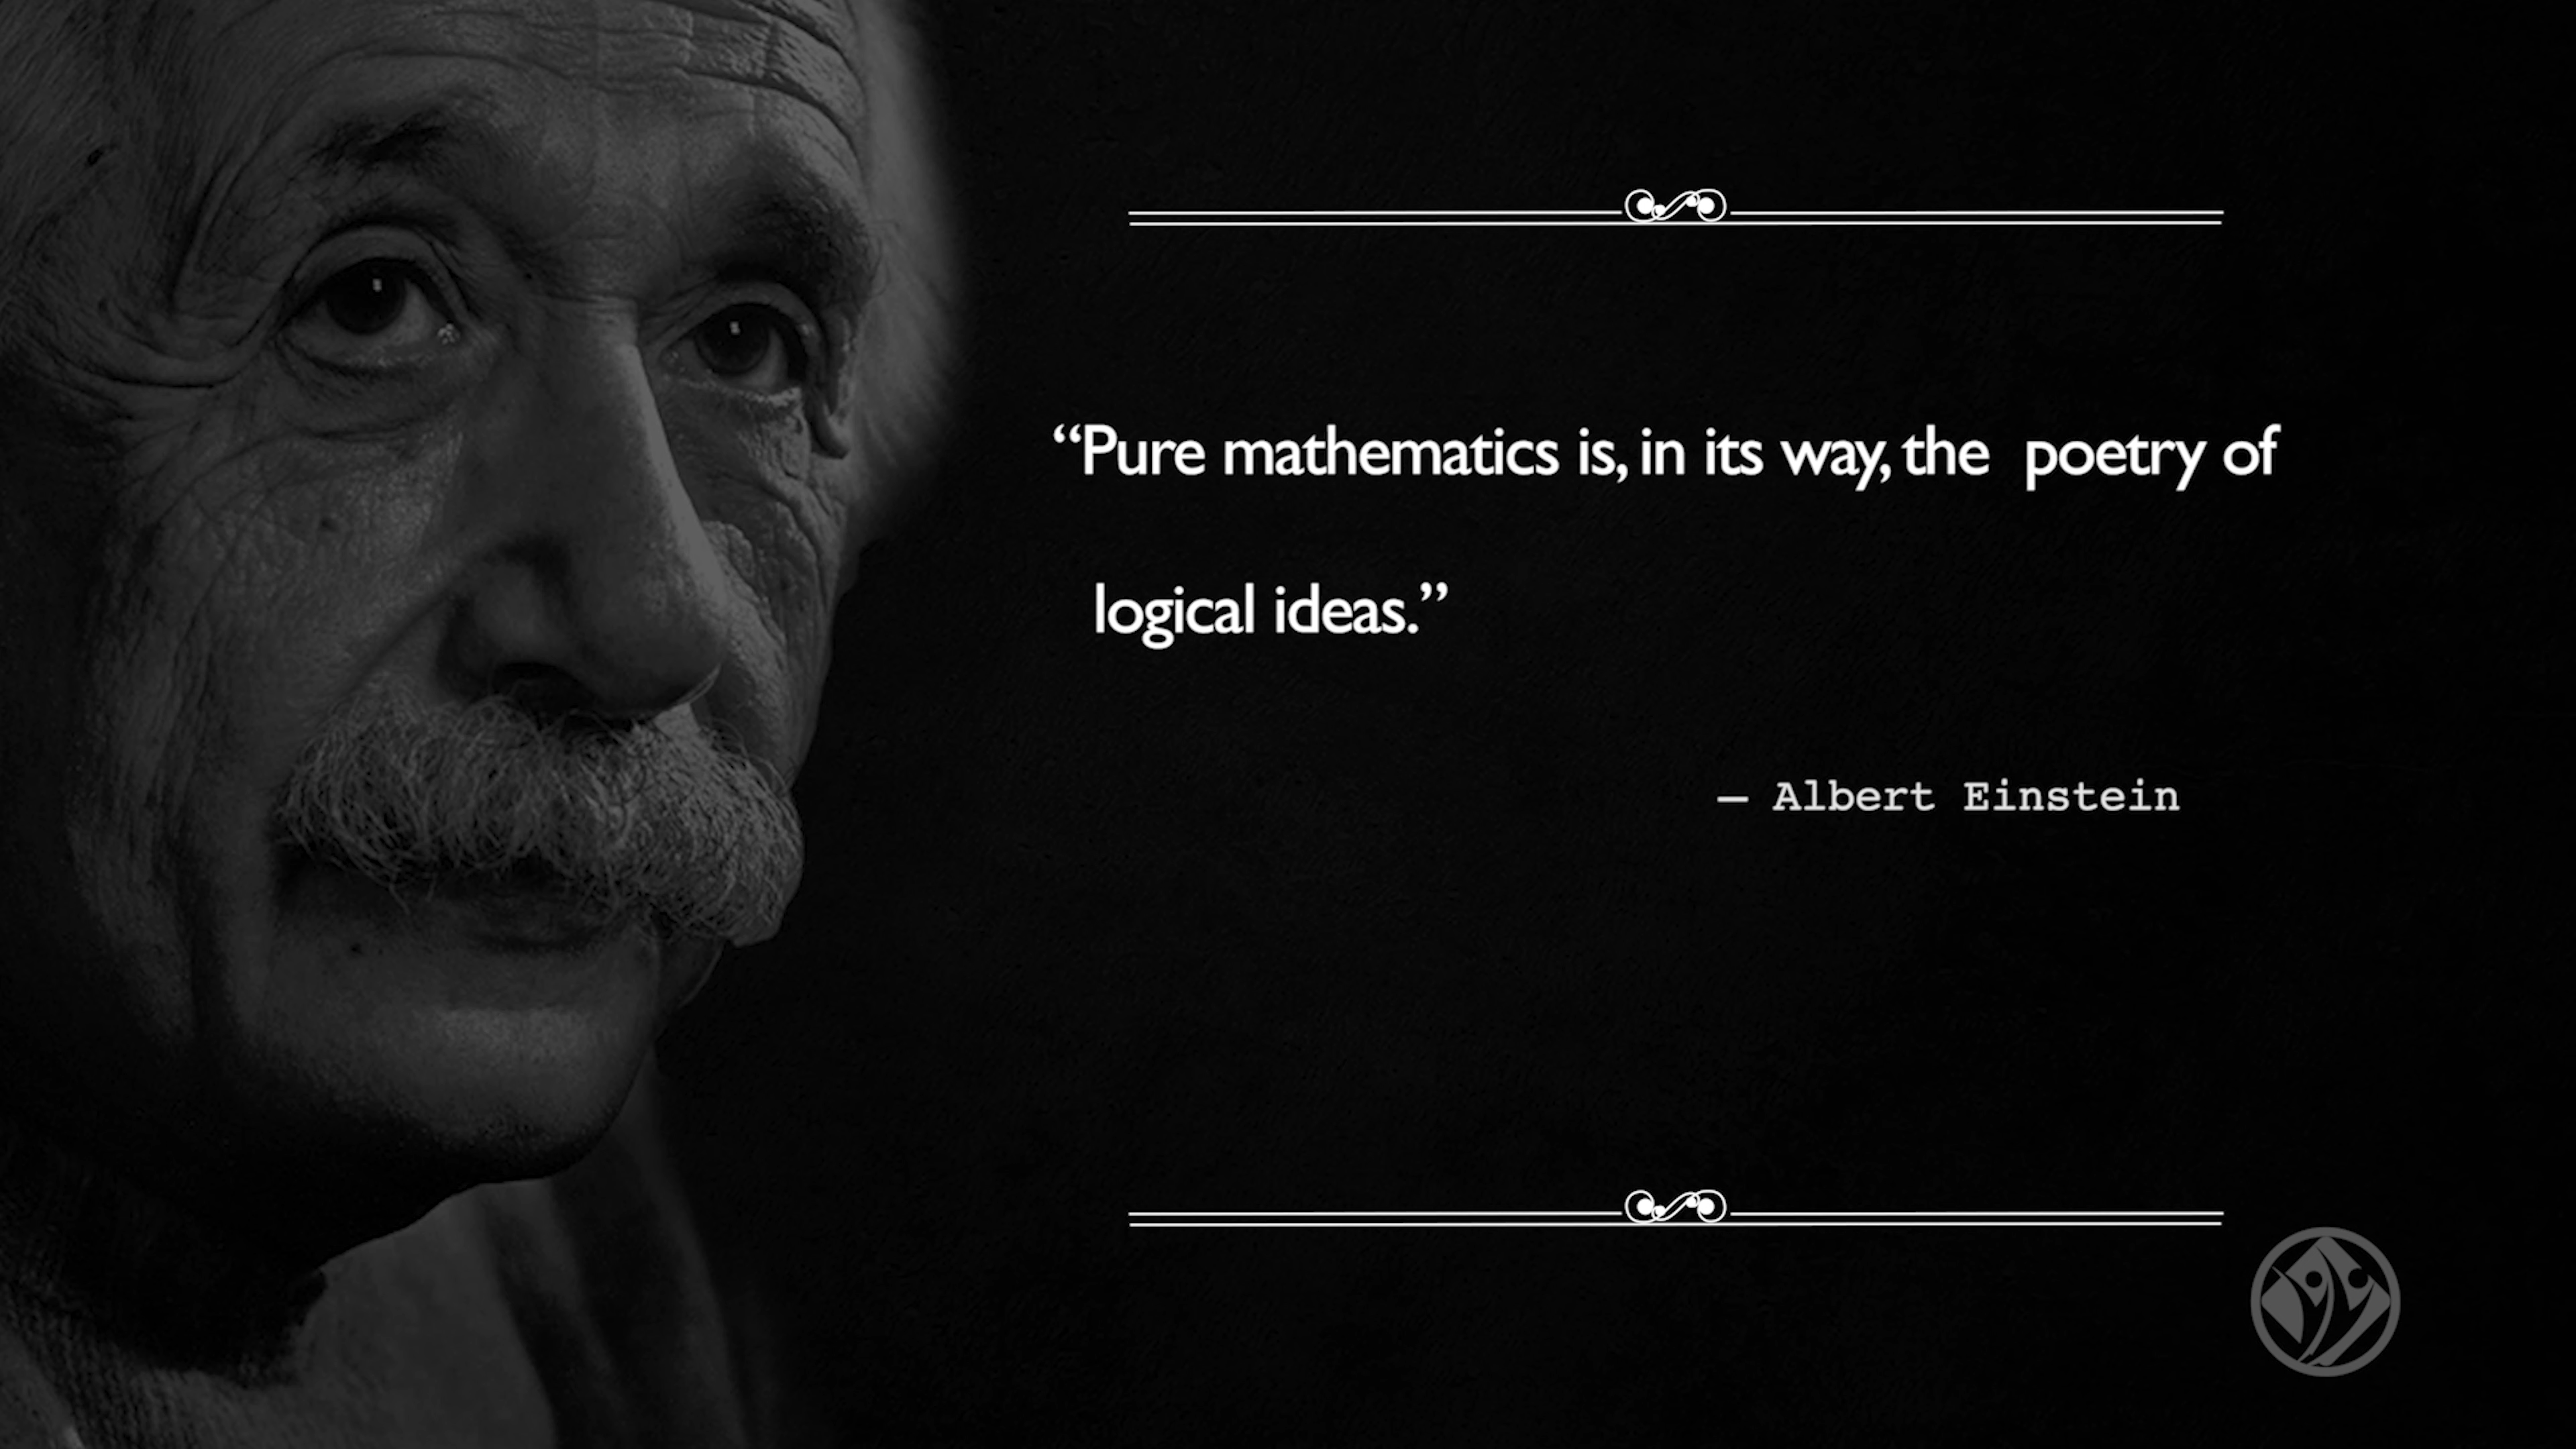 “Pure mathematics is, in its way, the poetry of
logical ideas.”
— Albert Einstein